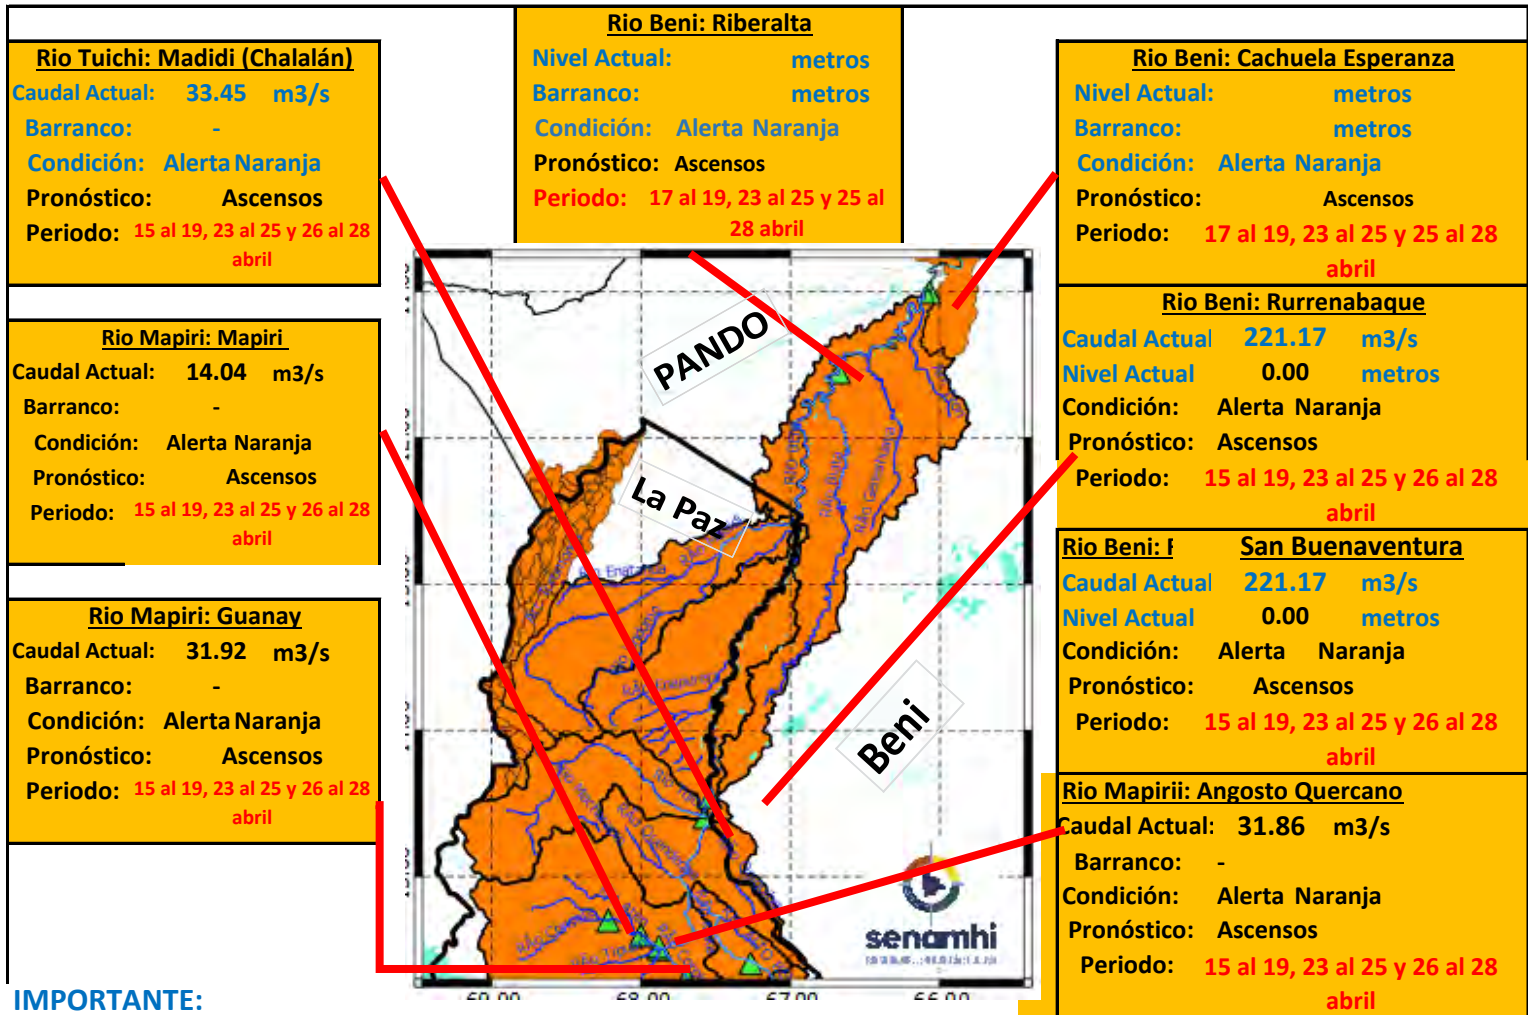 Rio Tuichi: Madidi (Chalalán)
Caudal Actual: 33.45 m3/s
Barranco: -
Condición: Alerta Naranja
Pronóstico: Ascensos
Periodo: 15 al 19, 23 al 25 y 26 al 28
abril
Rio Mapiri: Mapiri
Caudal Actual: 14.04 m3/s
Barranco: -
Condición: Alerta Naranja
Pronóstico: Ascensos
Periodo: 15 al 19, 23 al 25 y 26 al 28
abril
Rio Mapiri: Guanay
Caudal Actual: 31.92 m3/s
Barranco: -
Condición: Alerta Naranja
Pronóstico: Ascensos
Periodo: 15 al 19, 23 al 25 y 26 al 28
abril
Rio Beni: Riberalta
Nivel Actual: metros
Barranco: metros
Condición: Alerta Naranja
Pronóstico: Ascensos
Periodo: 17 al 19, 23 al 25 y 25 al
28 abril
PANDO
La Paz
Beni
senamhi
69.00 68.00 67.00 66.00
Rio Beni: Cachuela Esperanza
Nivel Actual: metros
Barranco: metros
Condición: Alerta Naranja
Pronóstico: Ascensos
Periodo: 17 al 19, 23 al 25 y 25 al 28
abril
Rio Beni: Rurrenabaque
Caudal Actual 221.17 m3/s
Nivel Actual 0.00 metros
Condición: Alerta Naranja
Pronóstico: Ascensos
Periodo: 15 al 19, 23 al 25 y 26 al 28
abril
Rio Beni: San Buenaventura
Caudal Actual 221.17 m3/s
Nivel Actual 0.00 metros
Condición: Alerta Naranja
Pronóstico: Ascensos
Periodo: 15 al 19, 23 al 25 y 26 al 28
abril
Rio Mapirii: Angosto Quercano
Caudal Actual: 31.86 m3/s
Barranco: -
Condición: Alerta Naranja
Pronóstico: Ascensos
Periodo: 15 al 19, 23 al 25 y 26 al 28
abril
IMPORTANTE: